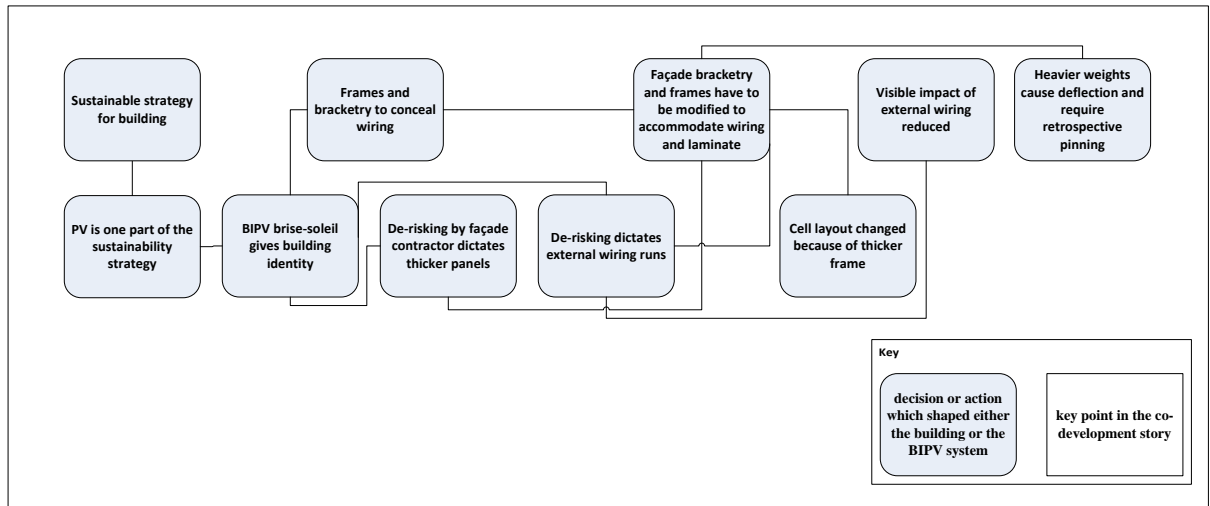 Sustainable strategy
for building
Frames and
bracketry to conceal
wiring
Façade bracketry
and frames have to
be modified to
accommodate wiring
and laminate
Visible impact of
external wiring
reduced
Heavier weights
cause deflection and
require
retrospective
pinning
PV is one part of the
sustainability
strategy
BIPV brise-soleil
gives building
identity
De-risking by façade
contractor dictates
thicker panels
De-risking dictates
external wiring runs
Cell layout changed
because of thicker
frame
Key
decision or action
which shaped either
the building or the
BIPV system
key point in the co-
development story